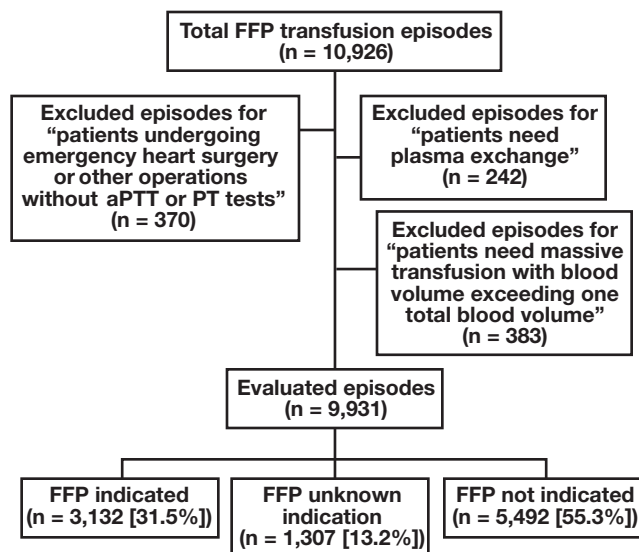 Total FFP transfusion episodes
(n = 10,926)
Excluded episodes for
“patients undergoing
emergency heart surgery
or other operations
without aPTT or PT tests”
(n = 370)
Excluded episodes for
“patients need
plasma exchange”
(n = 242)
Excluded episodes for
“patients need massive
transfusion with blood
volume exceeding one
total blood volume”
(n = 383)
Evaluated episodes
(n = 9,931)
FFP indicated
(n = 3,132 [31.5%])
FFP unknown
indication
(n = 1,307 [13.2%])
FFP not indicated
(n = 5,492 [55.3%])